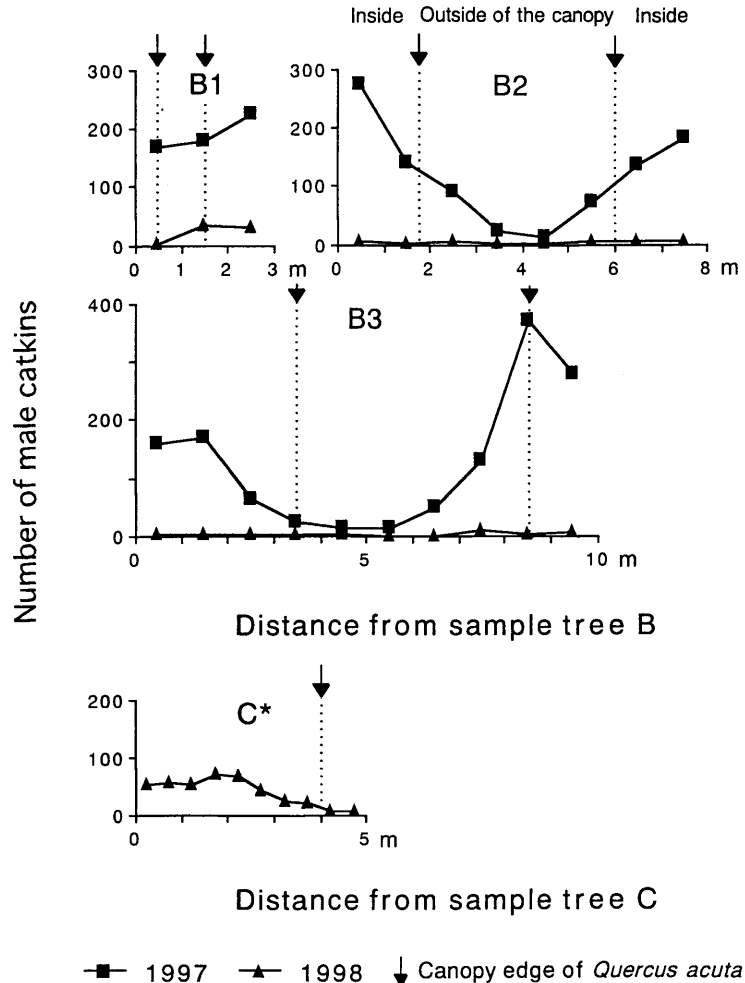 Inside Outside of the canopy Inside
300
200
100
0
B1
0 1 2 3 m
300
200
100
0
B2
0 2 4 6 8 m
400
200
0
B3
0 5 10 m
Number of male catkins
Distance from sample tree B
200
100
0
C*
0 5 m
Distance from sample tree C
1997 1998 Canopy edge of Quercus acuta